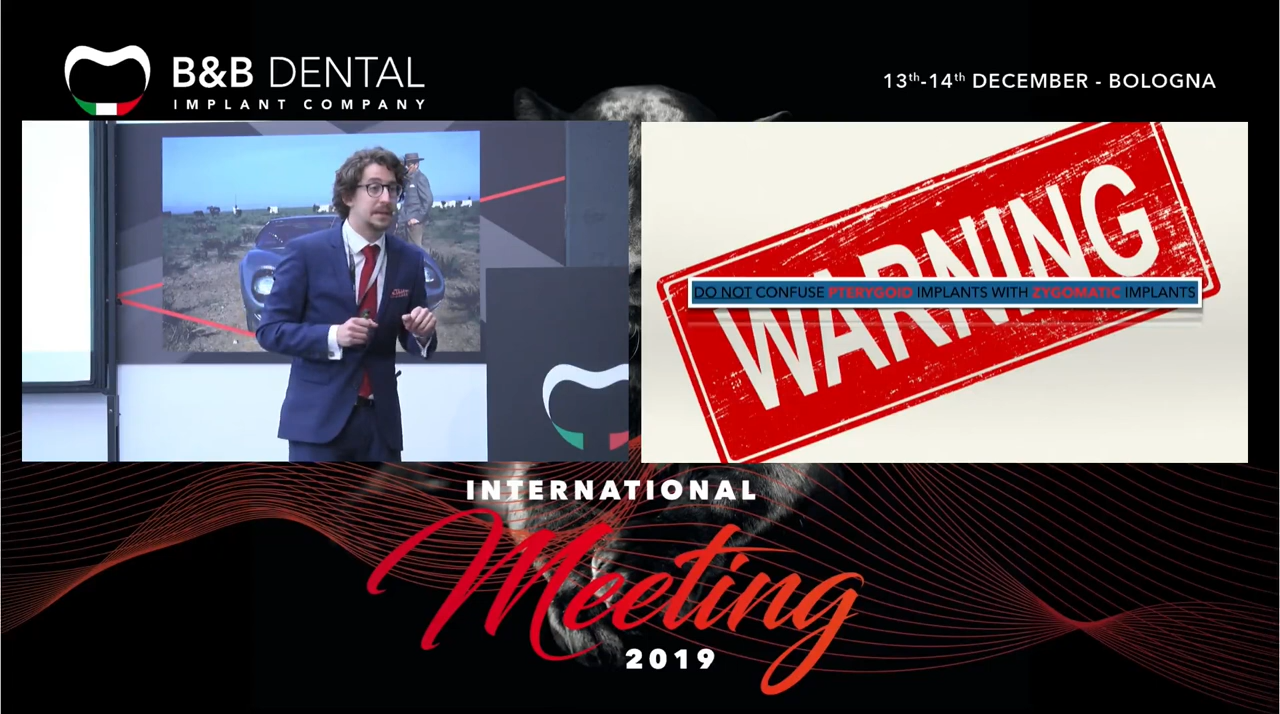 B&B DENTAL
IMPLANT COMPANY
13th-14th DECEMBER - BOLOGNA
WARNING
DO NOT CONFUSE PTERYGOID IMPLANTS WITH ZYGOMATIC IMPLANTS
INTERNATIONAL
Meeting
2019